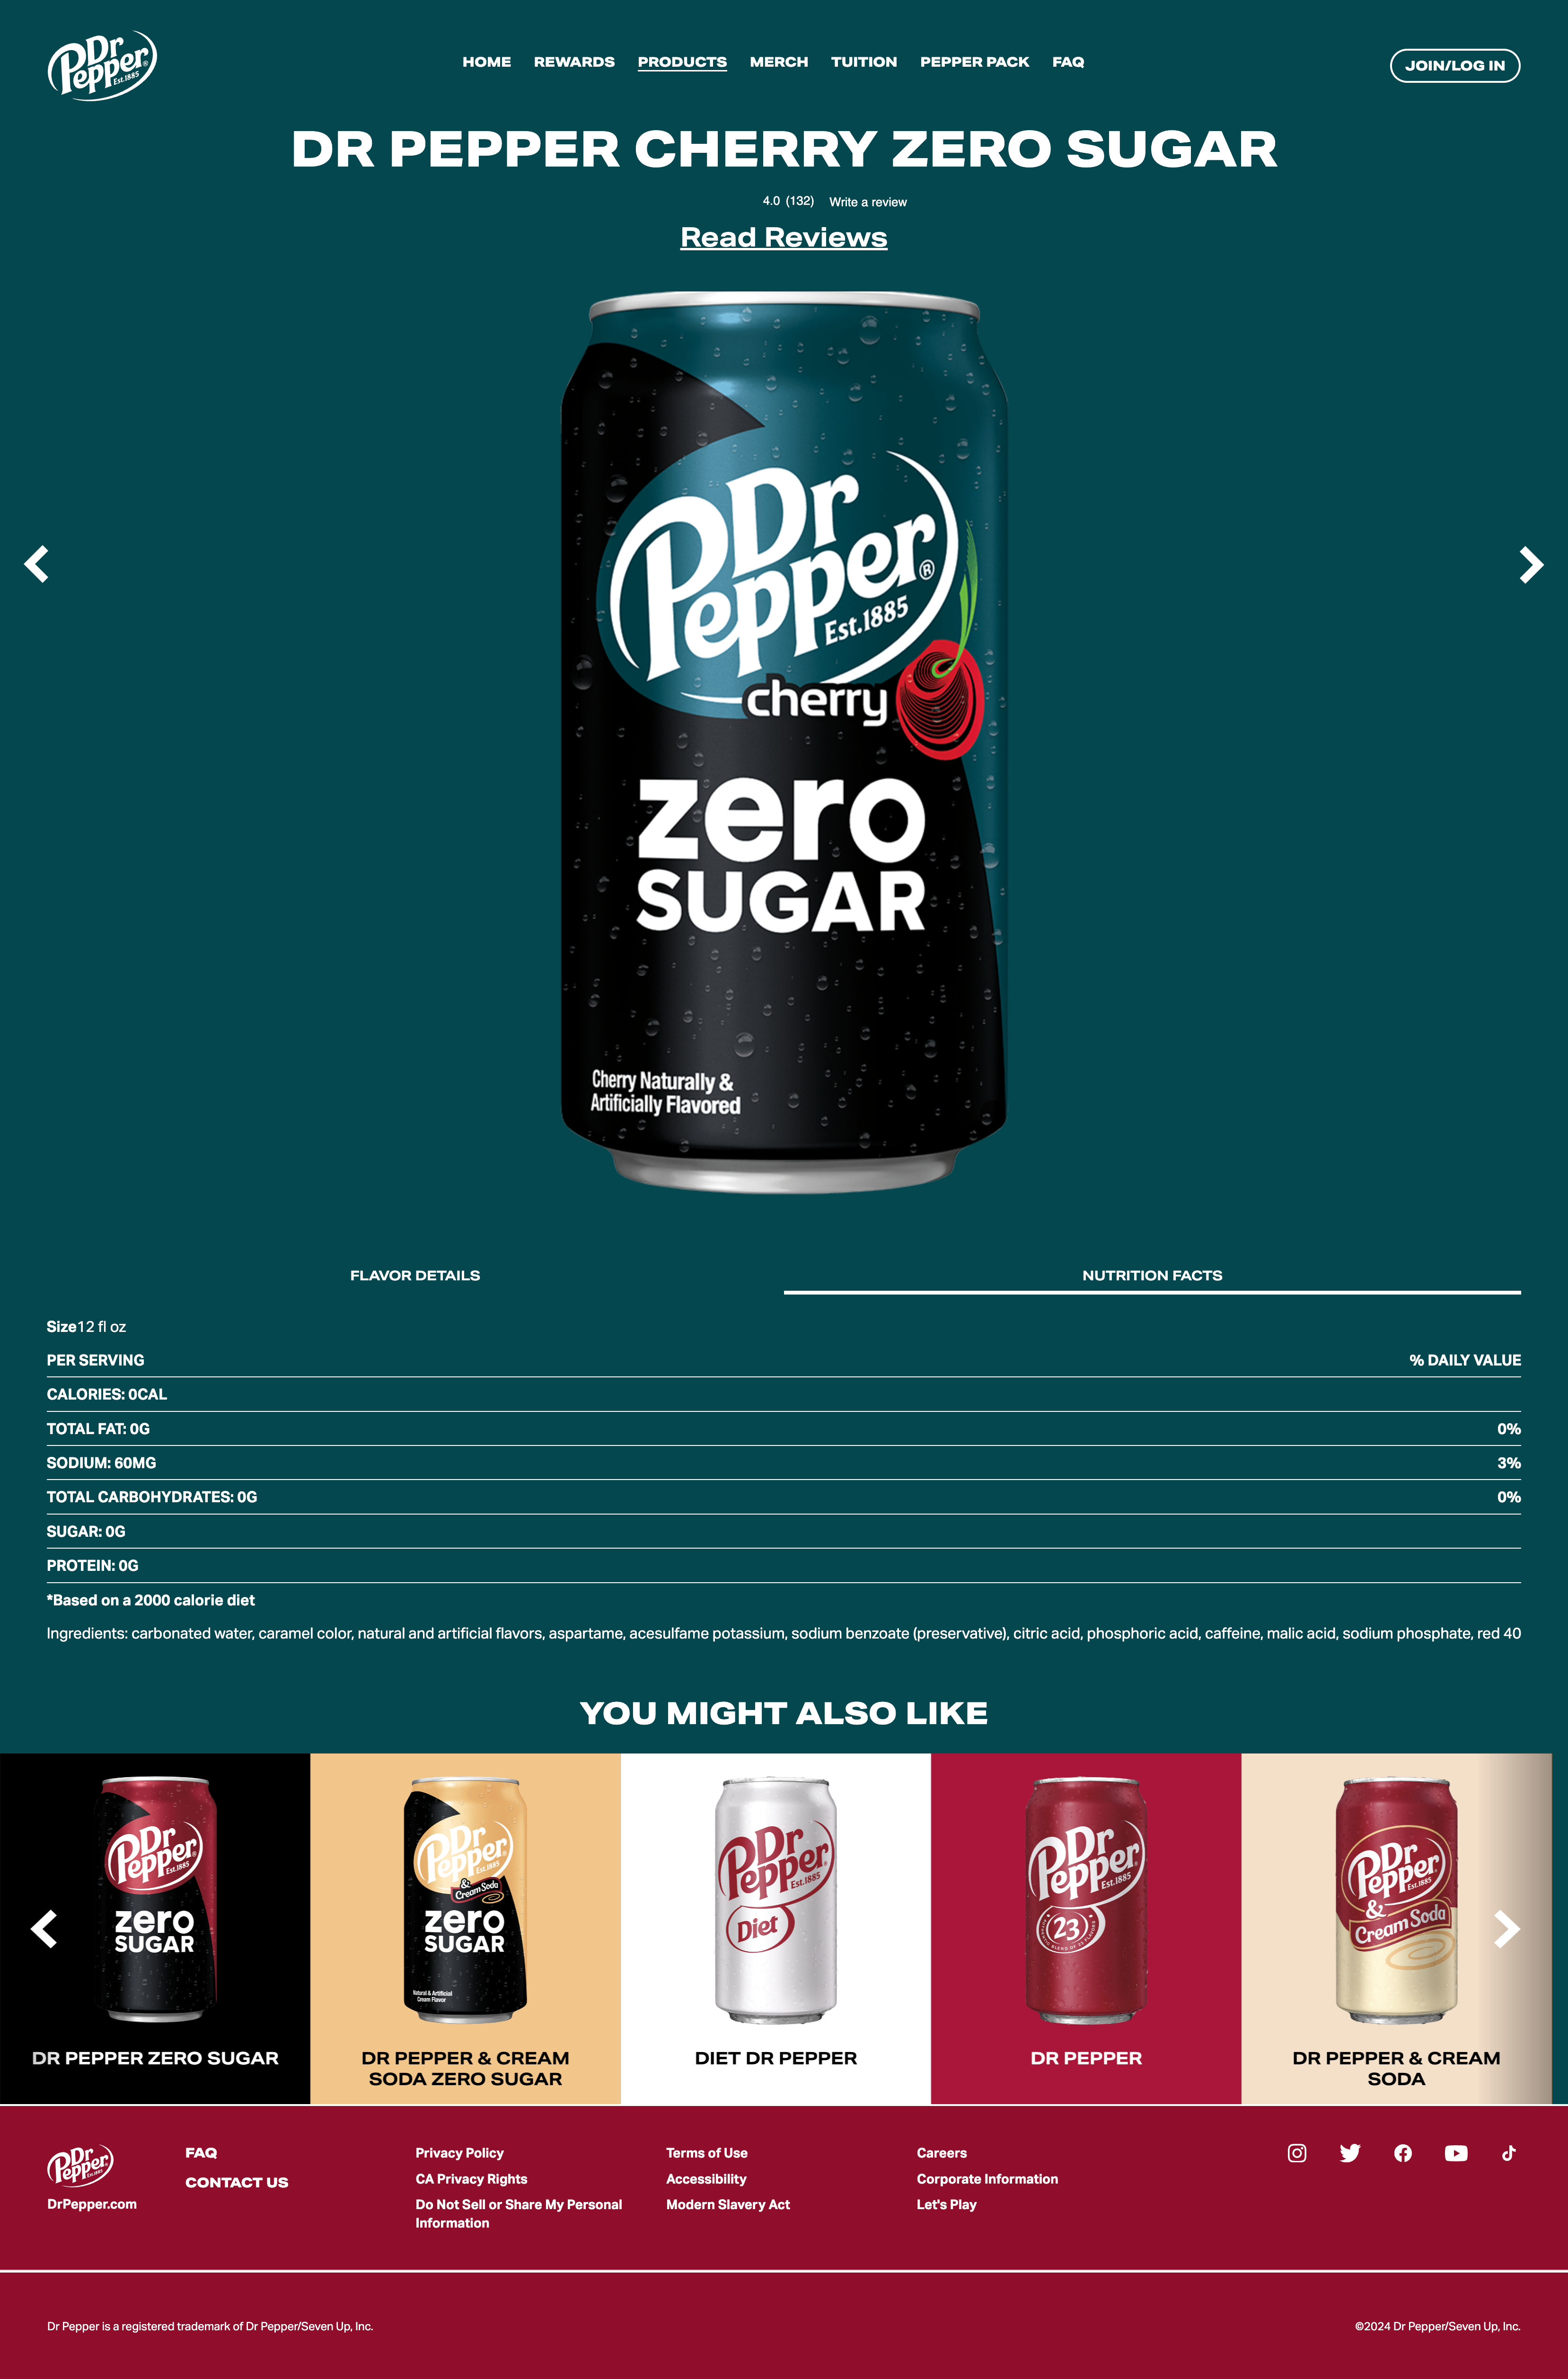 Dr
Pepper®
Est.1885
HOME REWARDS PRODUCTS MERCH TUITION PEPPER PACK FAQ
JOIN/LOG IN
DR PEPPER CHERRY ZERO SUGAR
4.0 (132) Write a review
Read Reviews
Dr
Pepper®
Est.1885
cherry
zero
SUGAR
Cherry Naturally &
Artificially Flavored
FLAVOR DETAILS NUTRITION FACTS
Size12 fl oz
PER SERVING % DAILY VALUE
CALORIES: 0CAL
TOTAL FAT: 0G 0%
SODIUM: 60MG 3%
TOTAL CARBOHYDRATES: 0G 0%
SUGAR: 0G
PROTEIN: 0G
*Based on a 2000 calorie diet
Ingredients: carbonated water, caramel color, natural and artificial flavors, aspartame, acesulfame potassium, sodium benzoate (preservative), citric acid, phosphoric acid, caffeine, malic acid, sodium phosphate, red 40
YOU MIGHT ALSO LIKE
Dr
Pepper
Est.1885
zero
SUGAR
DR PEPPER ZERO SUGAR
Dr
Pepper
Est.1885
& Cream Soda
zero
SUGAR
Natural & Artificial
Cream Flavor
DR PEPPER & CREAM
SODA ZERO SUGAR
Dr
Pepper
Est.1885
Diet
DIET DR PEPPER
Dr
Pepper
Est.1885
23
AUTHENTIC BLEND OF 23 FLAVORS
DR PEPPER
Dr
Pepper
Est.1885
&
Cream Soda
DR PEPPER & CREAM
SODA
Dr
Pepper
Est.1885
DrPepper.com
FAQ
CONTACT US
Privacy Policy
CA Privacy Rights
Do Not Sell or Share My Personal
Information
Terms of Use
Accessibility
Modern Slavery Act
Careers
Corporate Information
Let's Play
Dr Pepper is a registered trademark of Dr Pepper/Seven Up, Inc.
©2024 Dr Pepper/Seven Up, Inc.